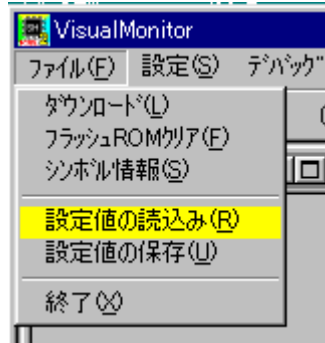 VisualMonitor
ﾌｧｲﾙ(F) 設定(S) ﾃﾞﾊﾞｯｸﾞ
ﾀﾞｳﾝﾛｰﾄﾞ(L)
ﾌﾗｯｼｭROMｸﾘｱ(F)
ｼﾝﾎﾞﾙ情報(S)
設定値の読込み(R)
設定値の保存(U)
終了(X)